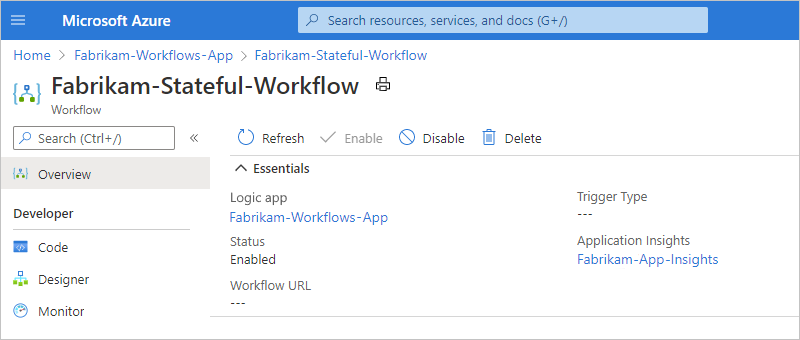 Microsoft Azure
Search resources, services, and docs (G+/)
Home > Fabrikam-Workflows-App > Fabrikam-Stateful-Workflow
Fabrikam-Stateful-Workflow
Workflow
Search (Ctrl+/)
«
Refresh
Enable
Disable
Delete
Overview
Developer
Code
Designer
Monitor
Essentials
Logic app
Fabrikam-Workflows-App
Status
Enabled
Workflow URL
---
Trigger Type
---
Application Insights
Fabrikam-App-Insights